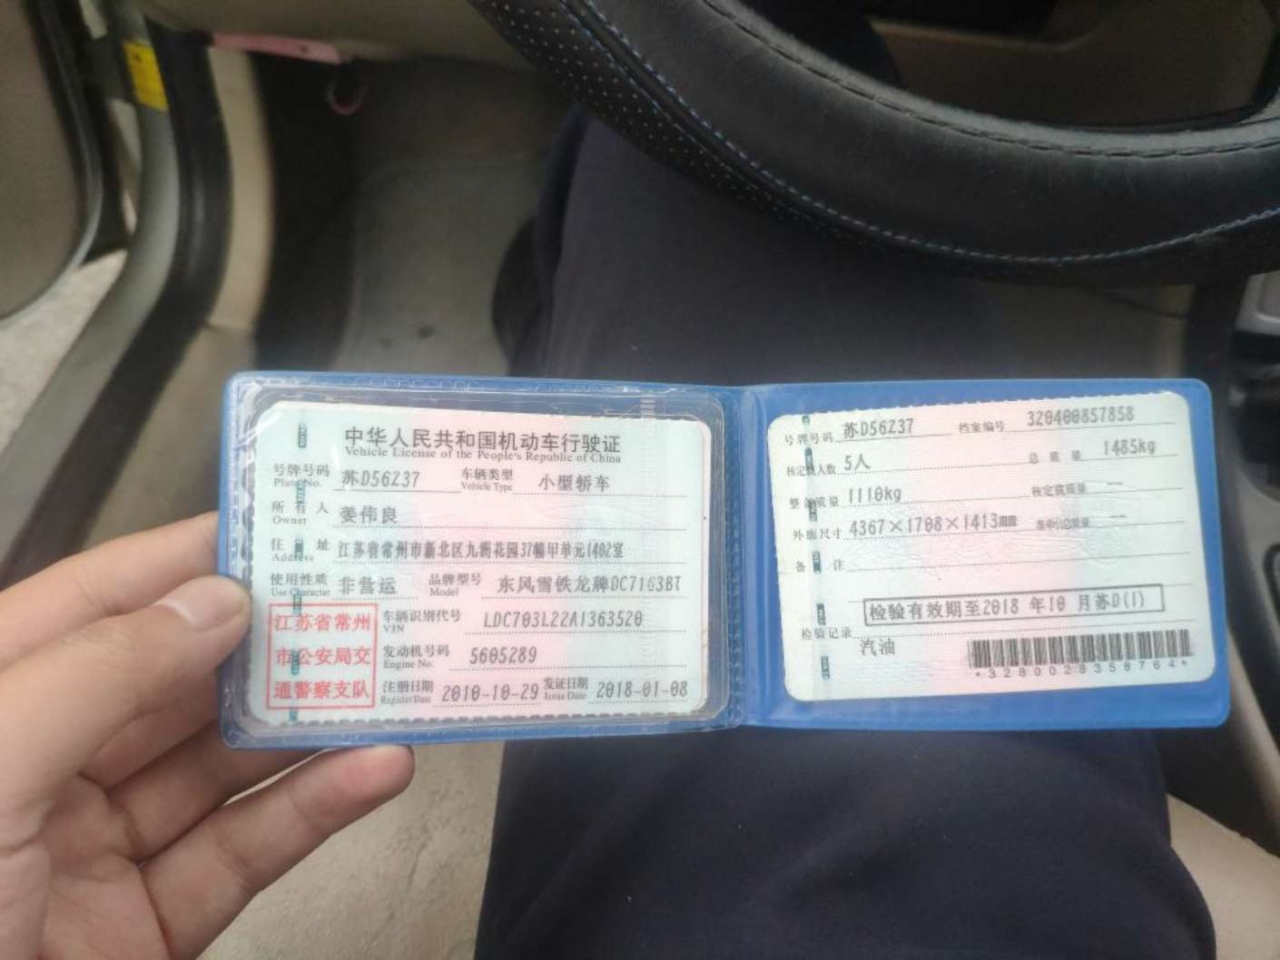 中华人民共和国机动车行驶证
Vehicle License of the People's Republic of China
号牌号码 苏D56Z37 车辆类型 小型轿车
Plate No. Vehicle Type
所有人 姜伟良
Owner
住址 江苏省常州市新北区九洲花园37幢甲单元1402室
Address
使用性质 非营运 品牌型号 东风雪铁龙牌DC7163BT
Use Character Model
江苏省常州
市公安局交
通警察支队
车辆识别代号 LDC703L22A1363520
VIN
发动机号码 5605289
Engine No.
注册日期 2010-10-29 发证日期 2018-01-08
Register Date Issue Date
号牌号码 苏D56Z37 档案编号 320400857858
核定载人数 5人 总质量 1485kg
整备质量 1110kg 核定载质量 —
外廓尺寸 4367×1708×1413 准牵引总质量 —
备注
检验有效期至2018 年10 月苏D(1)
检验记录
汽油
*3280028358764*